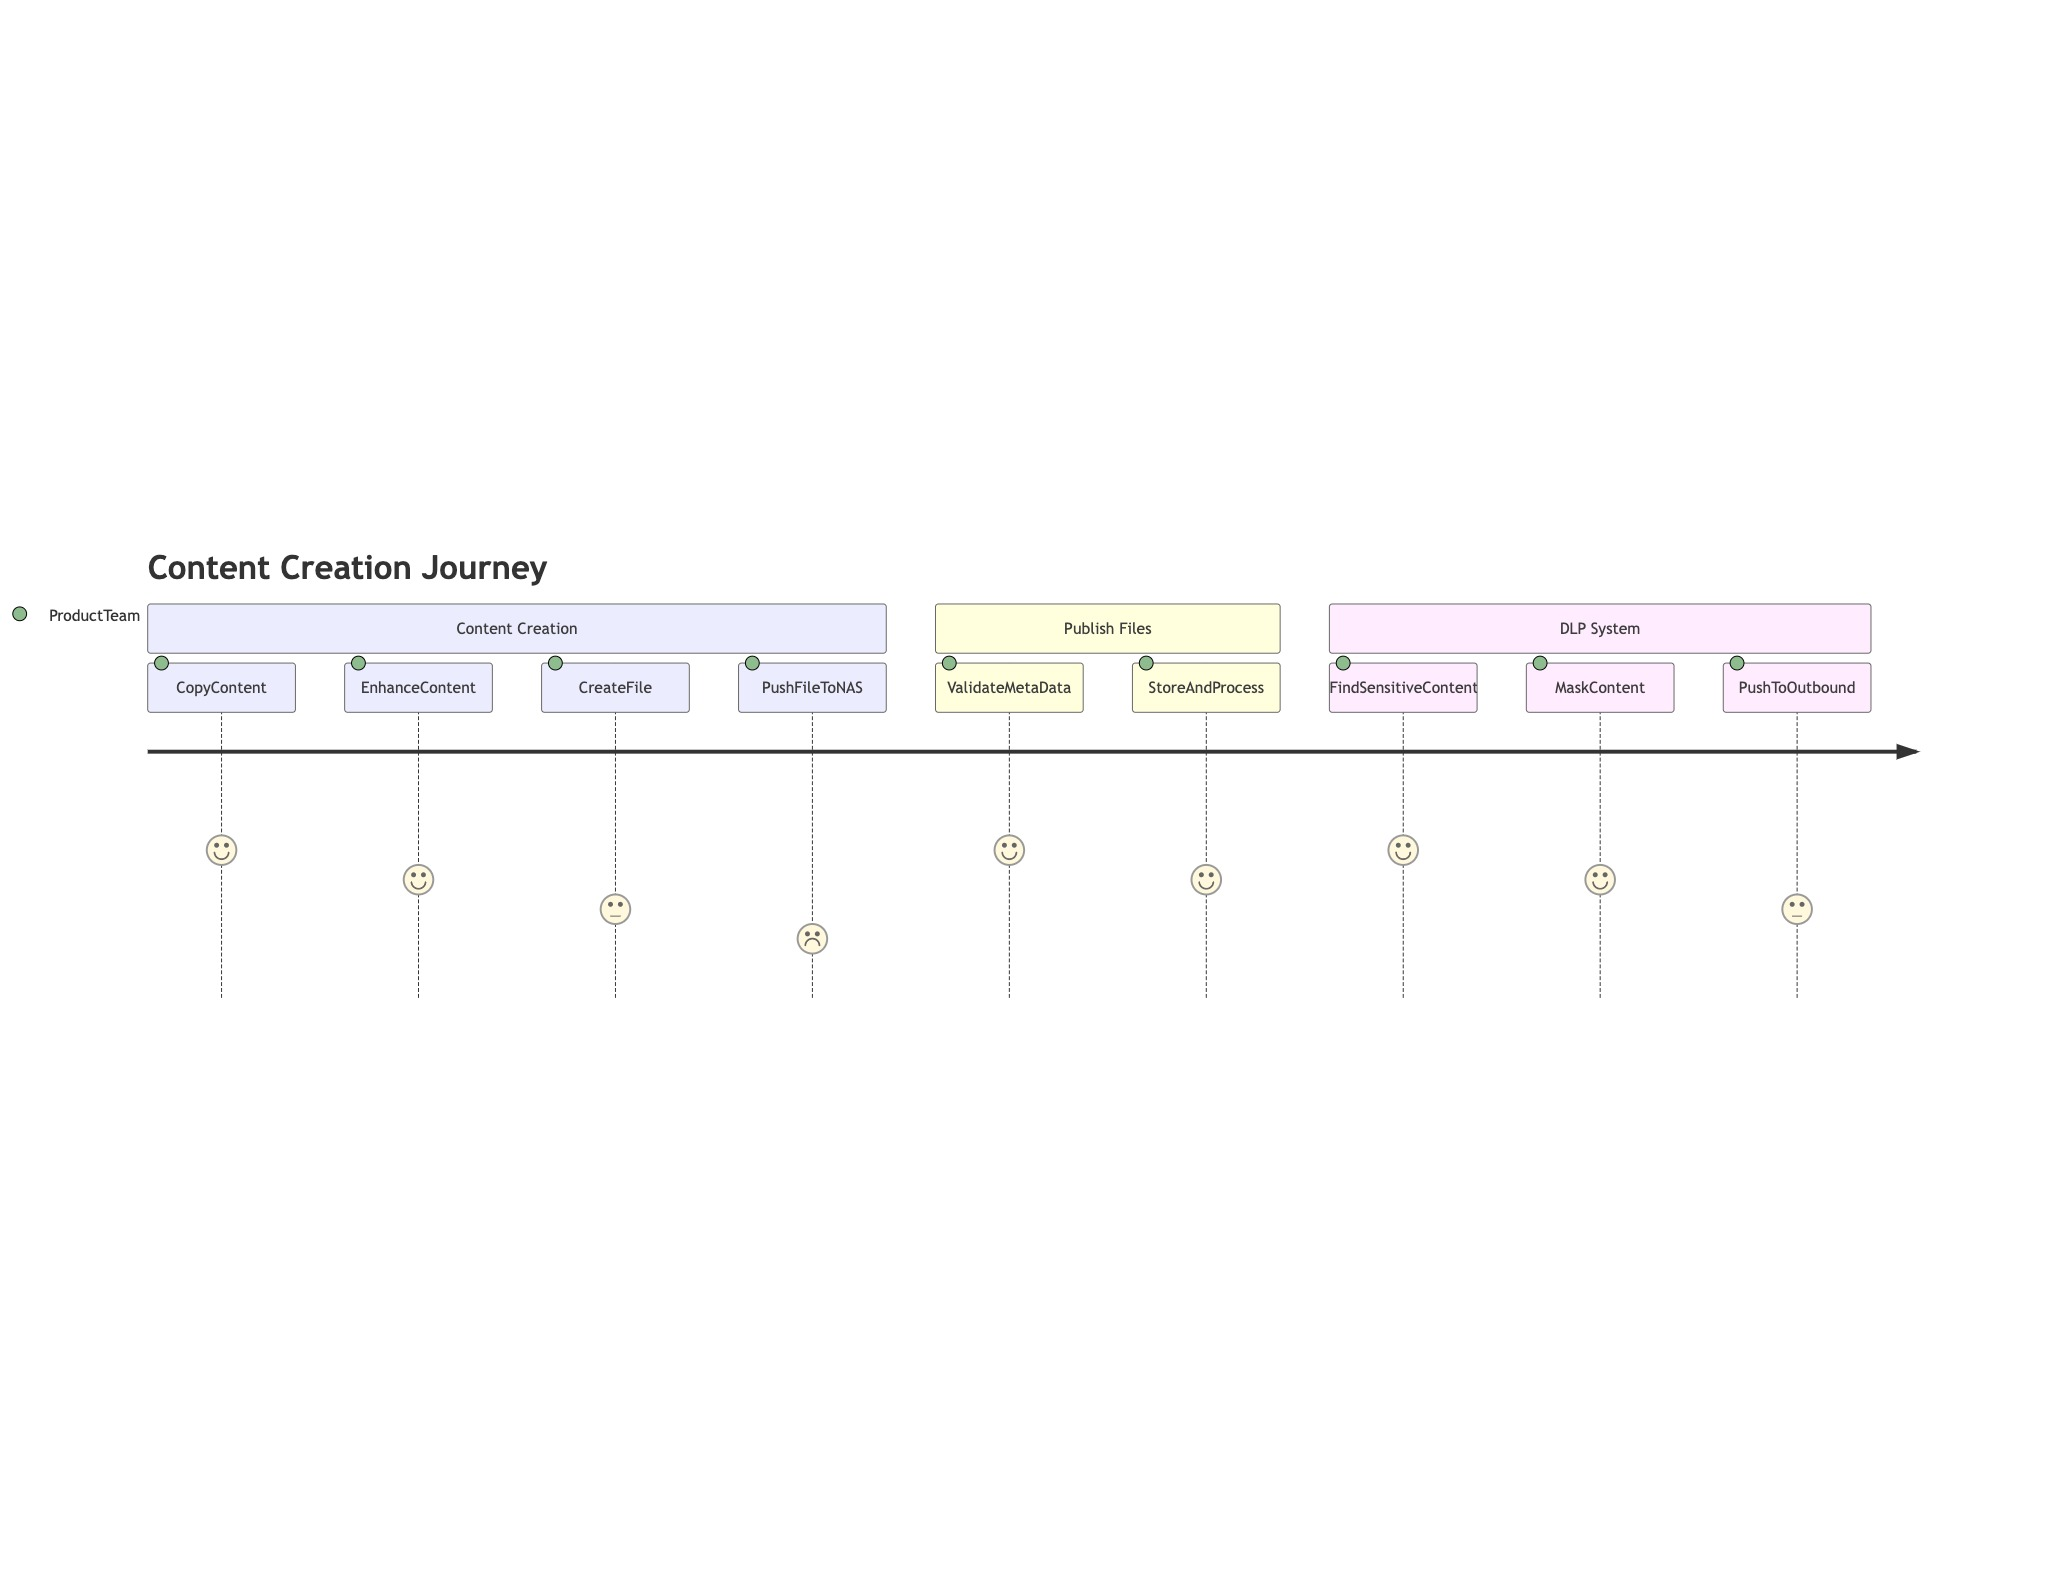 Content Creation Journey
ProductTeam
Content Creation
Publish Files
DLP System
CopyContent
EnhanceContent
CreateFile
PushFileToNAS
ValidateMetaData
StoreAndProcess
FindSensitiveContent
MaskContent
PushToOutbound